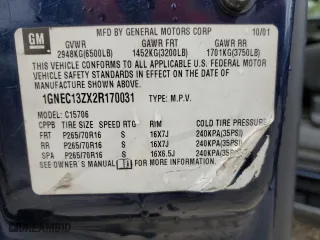 GM
MFD BY GENERAL MOTORS CORP 10/01
GVWR GAWR FRT GAWR RR
2948KG(6500LB) 1452KG(3200LB) 1701KG(3750LB)
THIS VEHICLE CONFORMS TO ALL APPLICABLE U.S. FEDERAL MOTOR
VEHICLE SAFETY STANDARDS IN EFFECT ON THE DATE OF
MANUFACTURE SHOWN ABOVE.
1GNEC13ZX2R170031 TYPE: M.P.V.
MODEL: C15706 COLD TIRE PRESSURE
CPPB TIRE SIZE SPEED RTG RIM
FRT P265/70R16 S 16X7J 240KPA(35PSI)
RR P265/70R16 S 16X7J 240KPA(35PSI)
SPA P265/70R16 S 16X6.5J 240KPA(35PSI)
SEE OWNER'S MANUAL